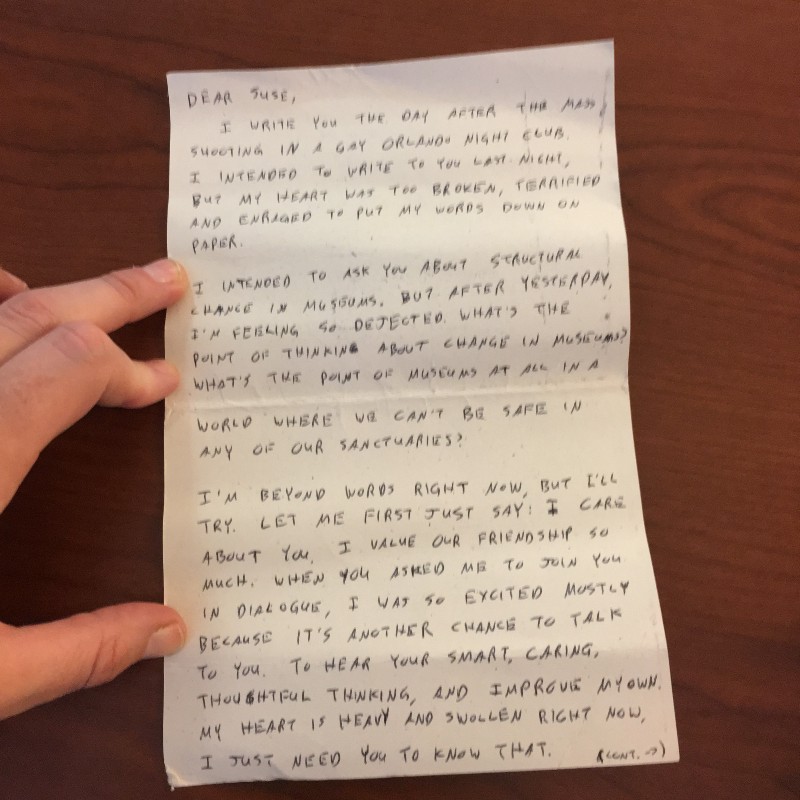 DEAR SUSE,
I WRITE YOU THE DAY AFTER THE MASS
SHOOTING IN A GAY ORLANDO NIGHT CLUB.
I INTENDED TO WRITE TO YOU LAST NIGHT,
BUT MY HEART WAS TOO BROKEN, TERRIFIED
AND ENRAGED TO PUT MY WORDS DOWN ON
PAPER.
I INTENDED TO ASK YOU ABOUT STRUCTURAL
CHANGE IN MUSEUMS. BUT AFTER YESTERDAY,
I'M FEELING SO DEJECTED. WHAT'S THE
POINT OF THINKING ABOUT CHANGE IN MUSEUMS?
WHAT'S THE POINT OF MUSEUMS AT ALL IN A
WORLD WHERE WE CAN'T BE SAFE IN
ANY OF OUR SANCTUARIES?
I'M BEYOND WORDS RIGHT NOW, BUT I'LL
TRY. LET ME FIRST JUST SAY: I CARE
ABOUT YOU. I VALUE OUR FRIENDSHIP SO
MUCH. WHEN YOU ASKED ME TO JOIN YOU
IN DIALOGUE, I WAS SO EXCITED MOSTLY
BECAUSE IT'S ANOTHER CHANCE TO TALK
TO YOU. TO HEAR YOUR SMART, CARING,
THOUGHTFUL THINKING, AND IMPROVE MY OWN.
MY HEART IS HEAVY AND SWOLLEN RIGHT NOW,
I JUST NEED YOU TO KNOW THAT. (CONT. →)